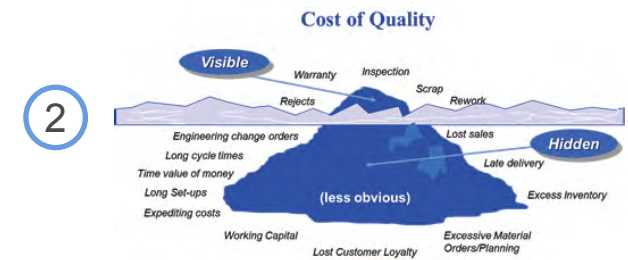 Cost of Quality
Visible
Warranty
Inspection
Scrap
Rejects
Rework
2
Engineering change orders
Lost sales
Hidden
Long cycle times
Late delivery
Time value of money
Long Set-ups
(less obvious)
Excess Inventory
Expediting costs
Working Capital
Excessive Material
Orders/Planning
Lost Customer Loyalty